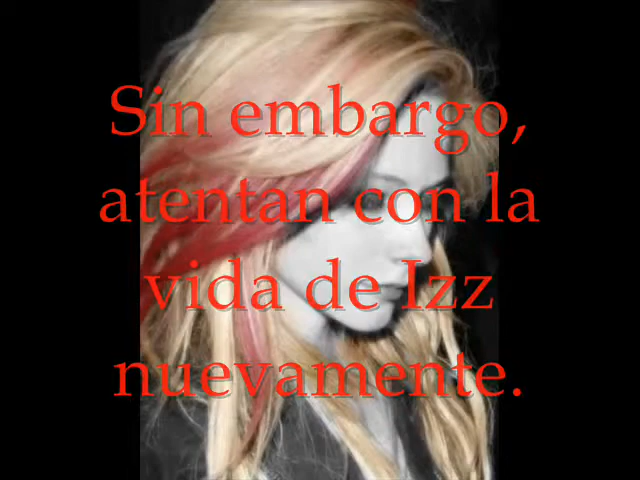 Sin embargo,
atentan con la
vida de Izz
nuevamente.